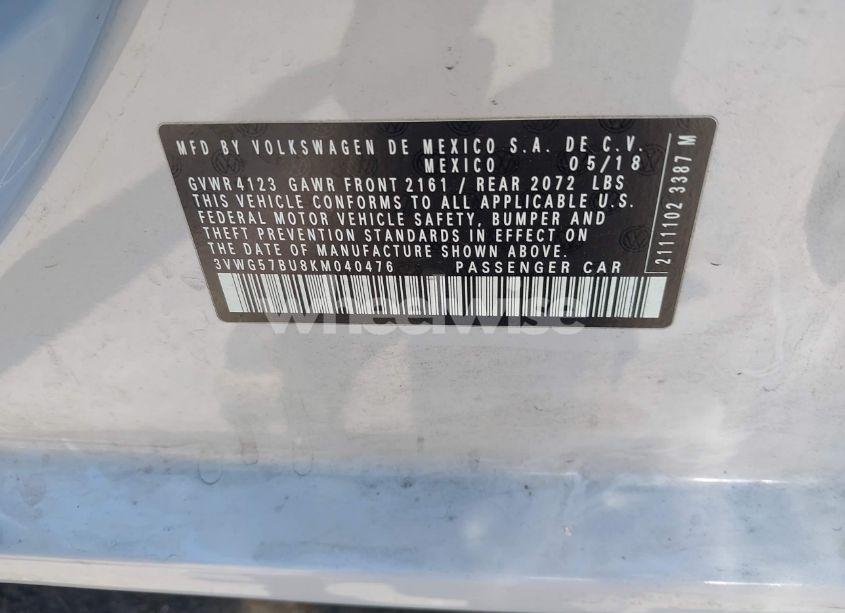 MFD BY VOLKSWAGEN DE MEXICO S.A. DE C.V.
MEXICO 05/18
GVWR 4123 GAWR FRONT 2161 / REAR 2072 LBS
THIS VEHICLE CONFORMS TO ALL APPLICABLE U.S.
FEDERAL MOTOR VEHICLE SAFETY, BUMPER AND
THEFT PREVENTION STANDARDS IN EFFECT ON
THE DATE OF MANUFACTURE SHOWN ABOVE.
3VWG57BU8KM040476 PASSENGER CAR
2111102 3387 M
wheelwise